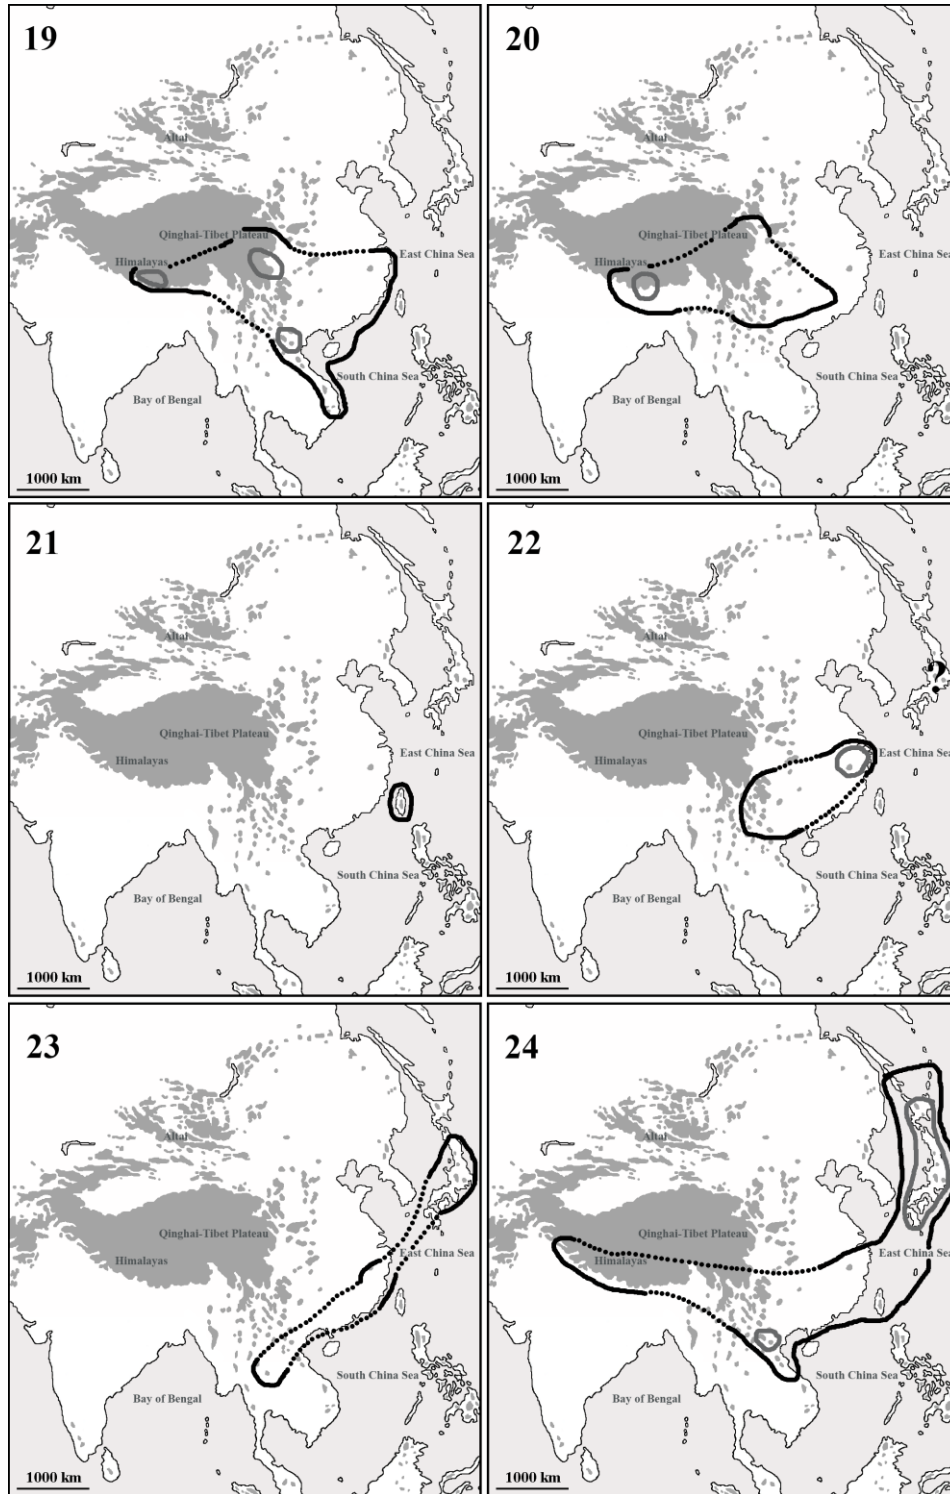 19
Altai
Qinghai-Tibet Plateau
Himalayas
East China Sea
South China Sea
Bay of Bengal
1000 km
20
Altai
Qinghai-Tibet Plateau
Himalayas
East China Sea
South China Sea
Bay of Bengal
1000 km
21
Altai
Qinghai-Tibet Plateau
Himalayas
East China Sea
South China Sea
Bay of Bengal
1000 km
22
Altai
?
Qinghai-Tibet Plateau
Himalayas
East China Sea
South China Sea
Bay of Bengal
1000 km
23
Altai
Qinghai-Tibet Plateau
Himalayas
East China Sea
South China Sea
Bay of Bengal
1000 km
24
Altai
Qinghai-Tibet Plateau
Himalayas
East China Sea
South China Sea
Bay of Bengal
1000 km